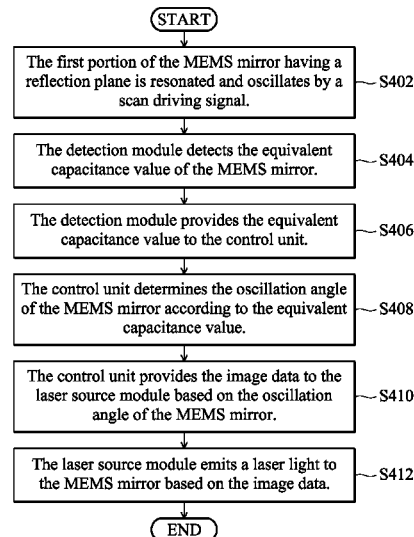 START
The first portion of the MEMS mirror having a
reflection plane is resonated and oscillates by a
scan driving signal.
S402
The detection module detects the equivalent
capacitance value of the MEMS mirror.
S404
The detection module provides the equivalent
capacitance value to the control unit.
S406
The control unit determines the oscillation angle
of the MEMS mirror according to the equivalent
capacitance value.
S408
The control unit provides the image data to the
laser source module based on the oscillation
angle of the MEMS mirror.
S410
The laser source module emits a laser light to
the MEMS mirror based on the image data.
S412
END